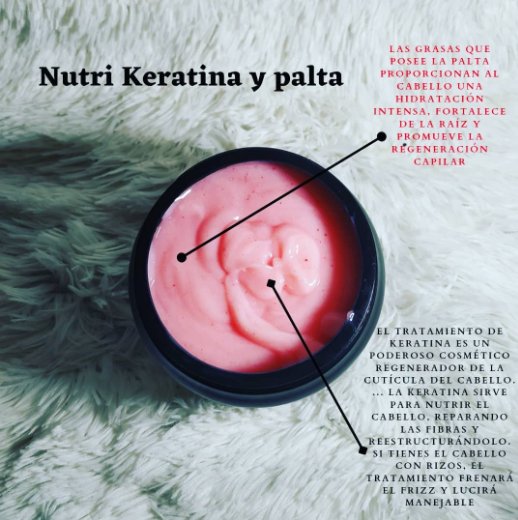 Nutri Keratina y palta
LAS GRASAS QUE
POSEE LA PALTA
PROPORCIONAN AL
CABELLO UNA
HIDRATACIÓN
INTENSA, FORTALECE
DE LA RAÍZ Y
PROMUEVE LA
REGENERACIÓN
CAPILAR
EL TRATAMIENTO DE
KERATINA ES UN
PODEROSO COSMÉTICO
REGENERADOR DE LA
CUTÍCULA DEL CABELLO.
... LA KERATINA SIRVE
PARA NUTRIR EL
CABELLO, REPARANDO
LAS FIBRAS Y
REESTRUCTURÁNDOLO.
SI TIENES EL CABELLO
CON RIZOS, EL
TRATAMIENTO FRENARÁ
EL FRIZZ Y LUCIRÁ
MANEJABLE